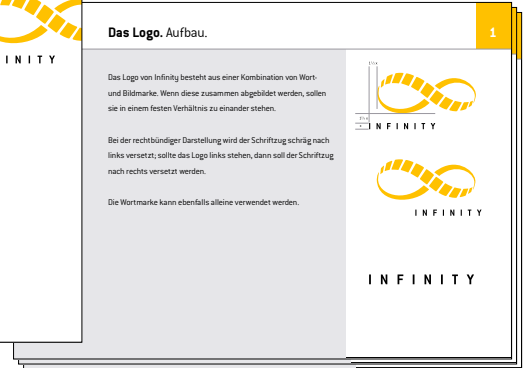 INITY
Das Logo. Aufbau.
1
Das Logo von Infinity besteht aus einer Kombination von Wort-
und Bildmarke. Wenn diese zusammen abgebildet werden, sollen
sie in einem festen Verhältnis zu einander stehen.
Bei der rechtbündiger Darstellung wird der Schriftzug schräg nach
links versetzt; sollte das Logo links stehen, dann soll der Schriftzug
nach rechts versetzt werden.
Die Wortmarke kann ebenfalls alleine verwendet werden.
INFINITY
INFINITY
INFINITY